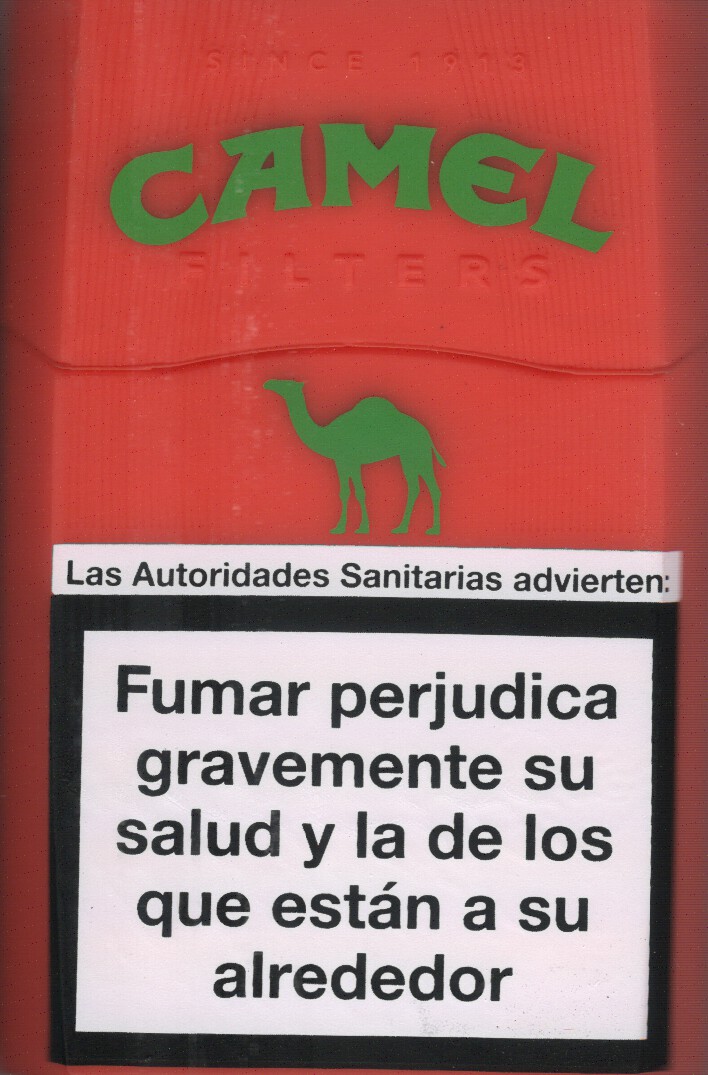 SINCE 1913
CAMEL
FILTERS
Las Autoridades Sanitarias advierten:
Fumar perjudica
gravemente su
salud y la de los
que están a su
alrededor